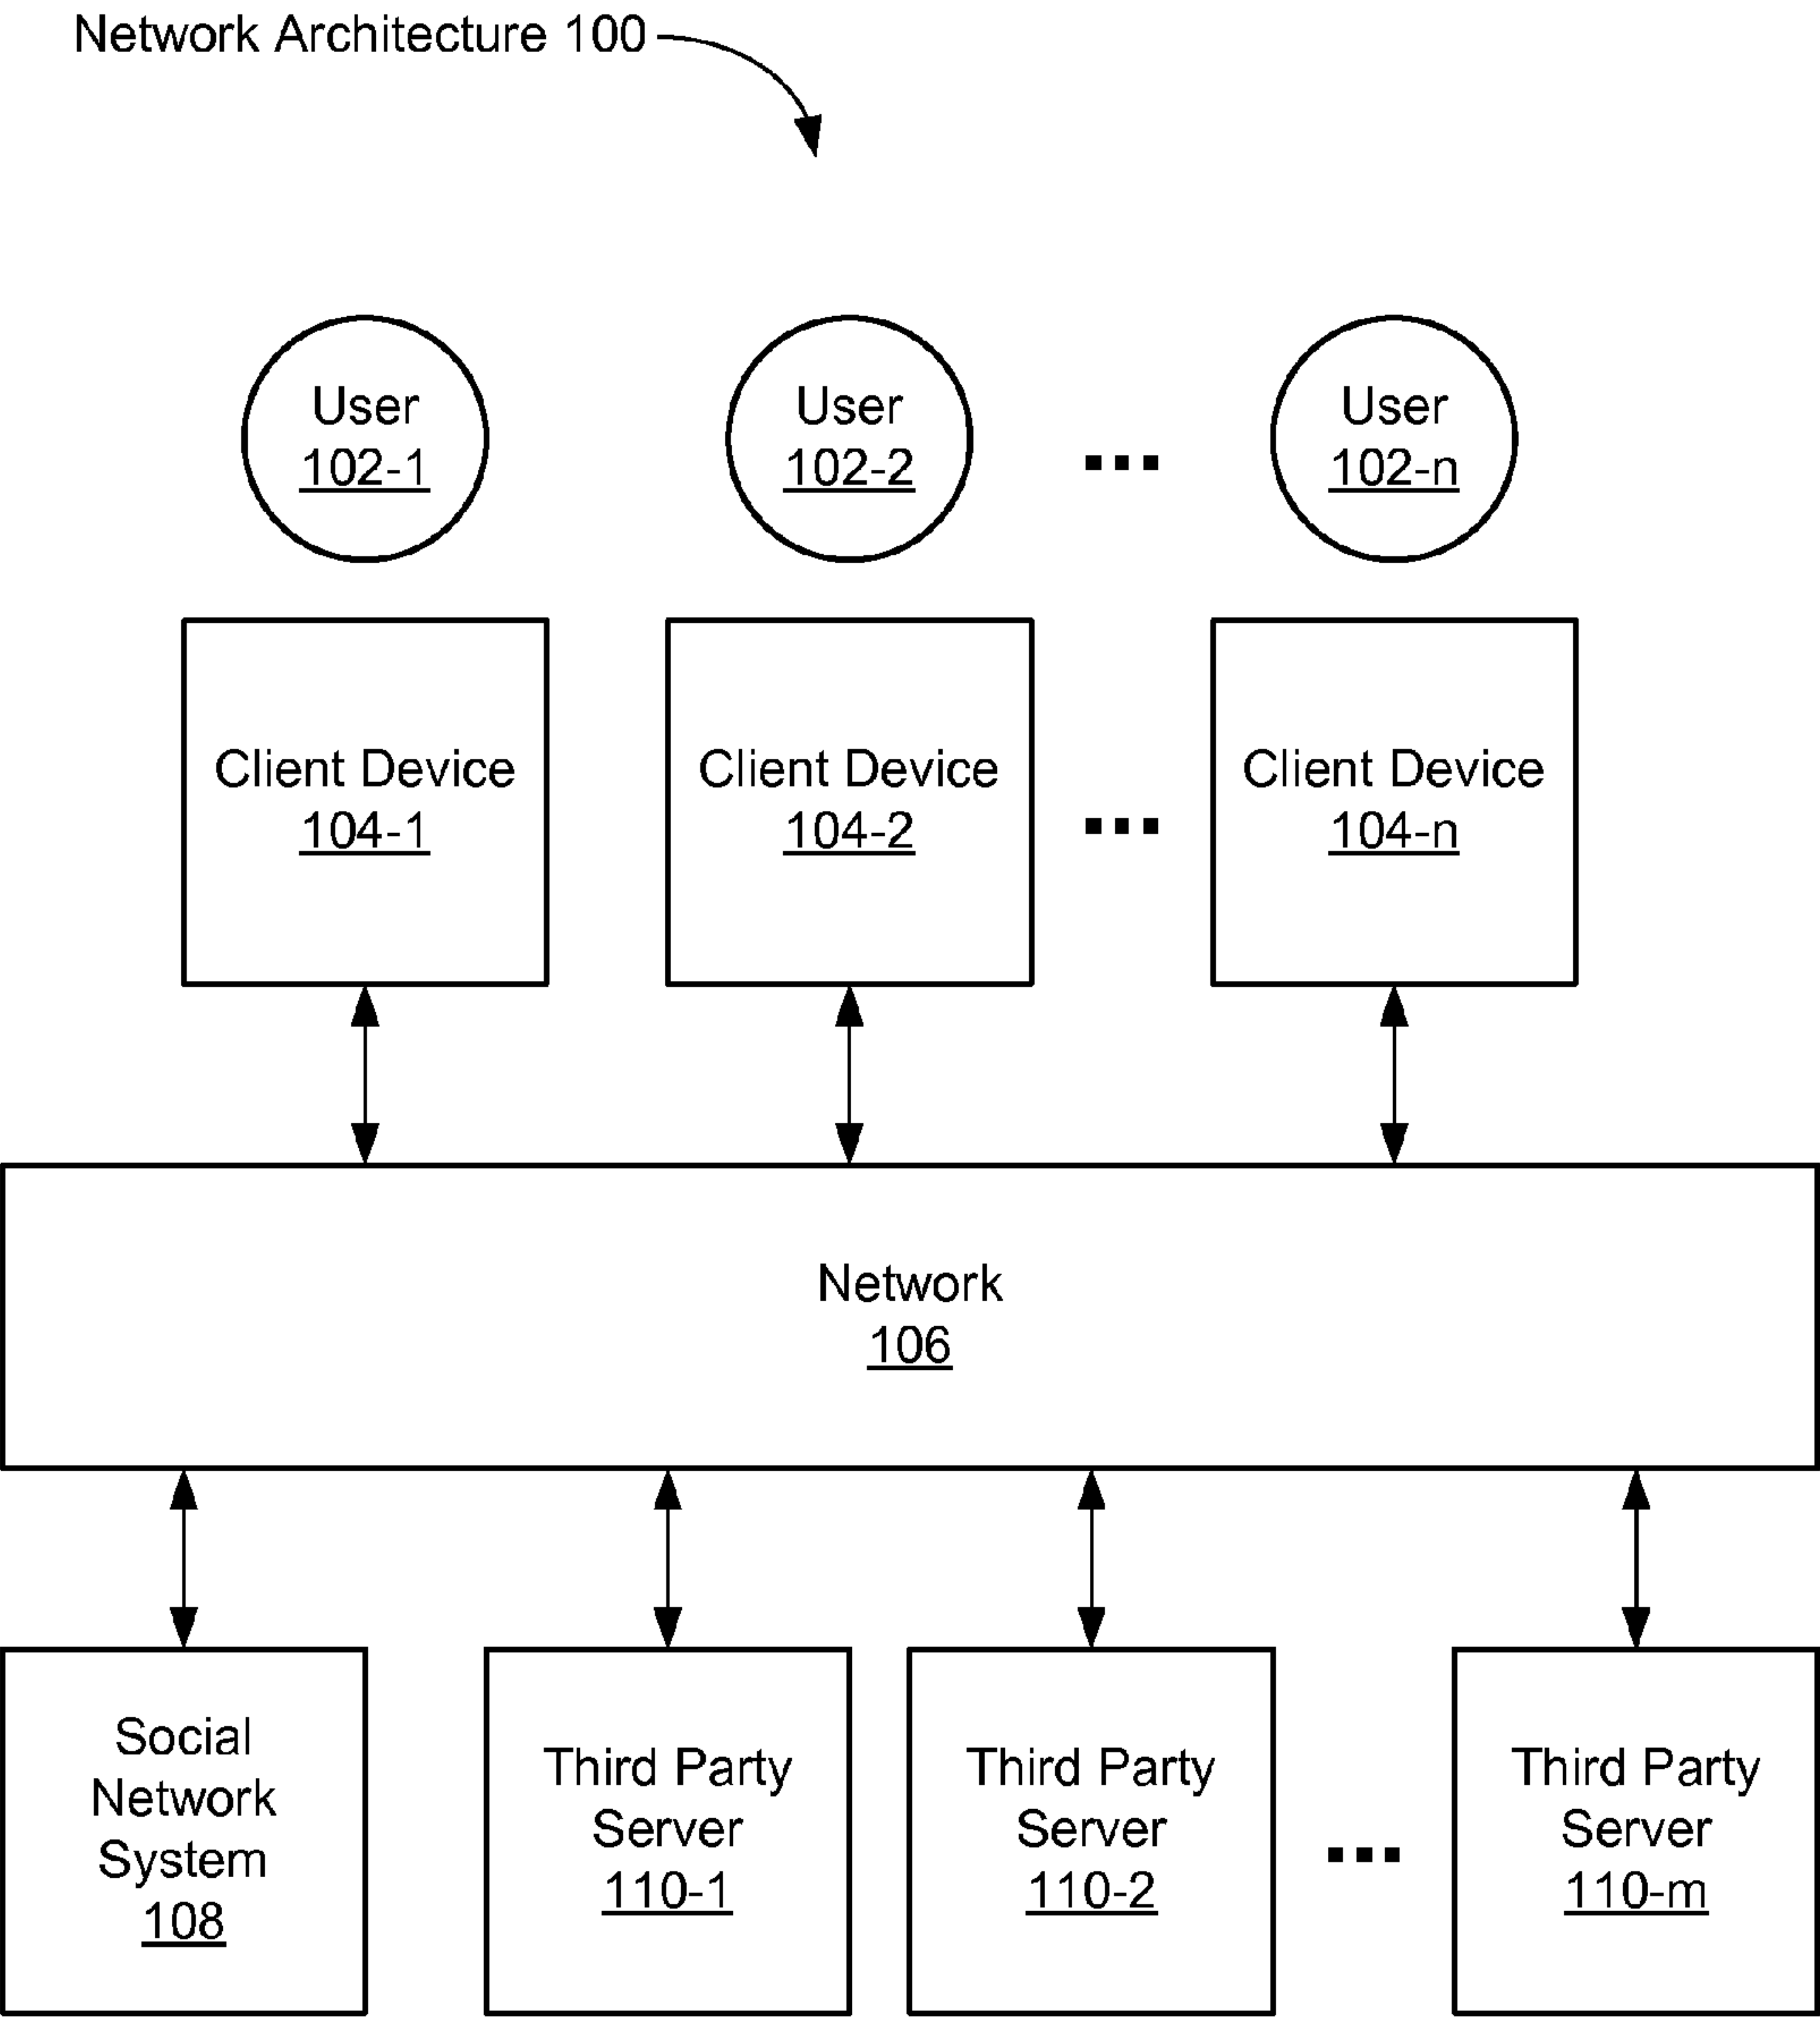 Network Architecture 100
User
102-1
User
102-2
...
User
102-n
Client Device
104-1
Client Device
104-2
...
Client Device
104-n
Network
106
Social
Network
System
108
Third Party
Server
110-1
Third Party
Server
110-2
...
Third Party
Server
110-m